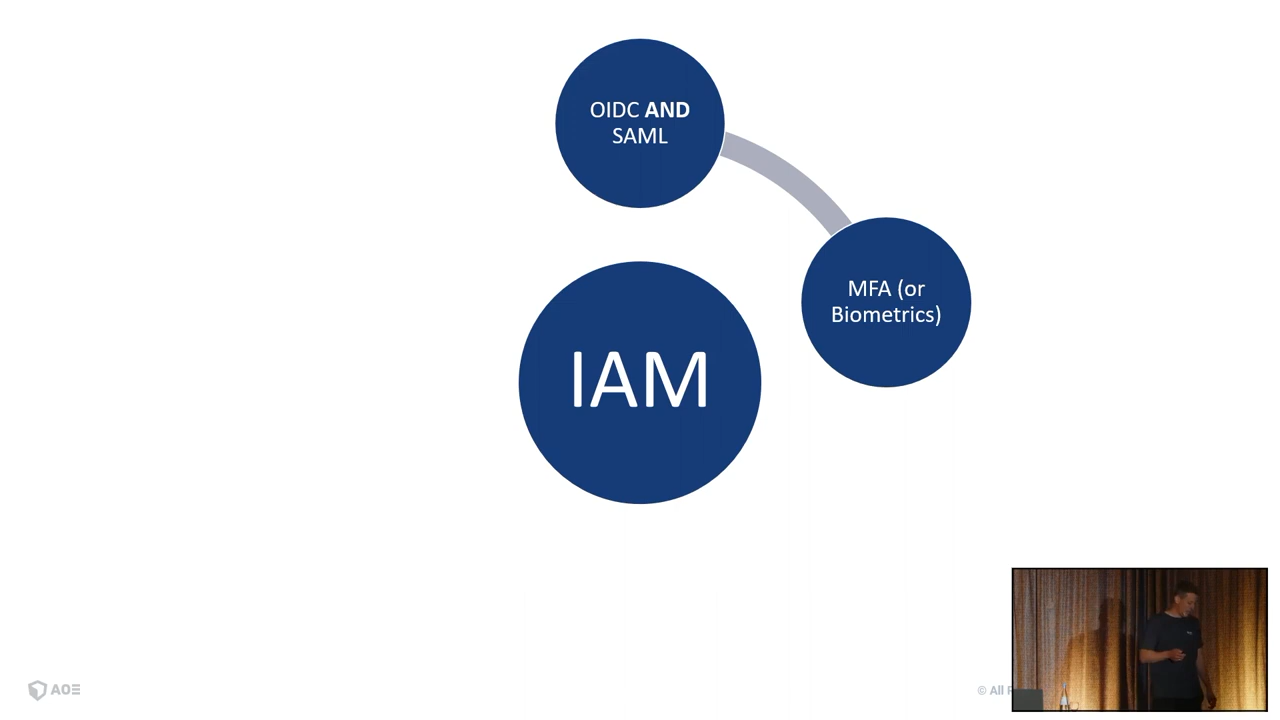 OIDC AND
SAML
MFA (or
Biometrics)
IAM
AOE
© All